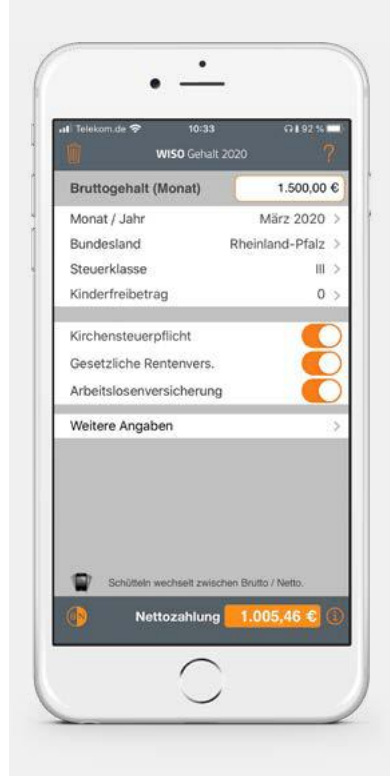 Telekom.de 10:33 92 %
WISO Gehalt 2020 ?
Bruttogehalt (Monat) 1.500,00 €
Monat / Jahr März 2020
Bundesland Rheinland-Pfalz
Steuerklasse III
Kinderfreibetrag 0
Kirchensteuerpflicht
Gesetzliche Rentenvers.
Arbeitslosenversicherung
Weitere Angaben
Schütteln wechselt zwischen Brutto / Netto.
Nettozahlung 1.005,46 €